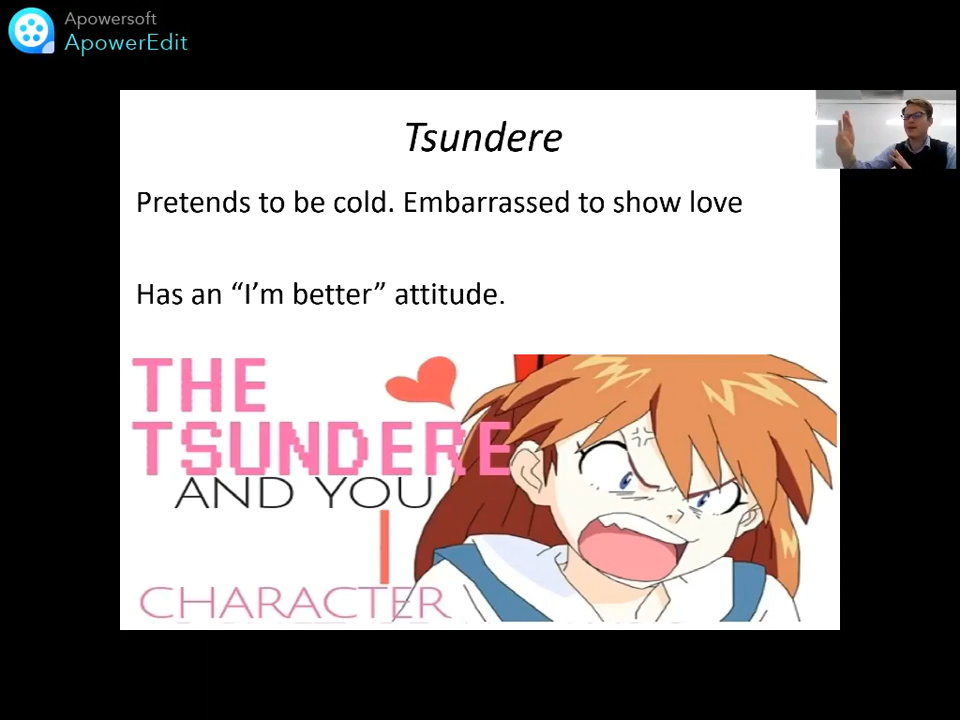 Apowersoft
ApowerEdit
Tsundere
Pretends to be cold. Embarrassed to show love
Has an “I’m better” attitude.
THE
TSUNDERE
AND YOU
CHARACTER